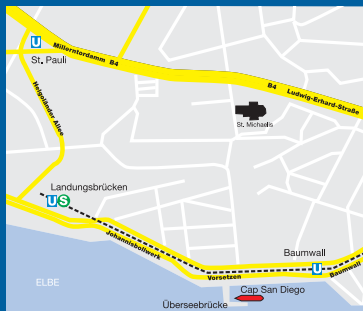 U
Millerntordamm B4
St. Pauli
B4 Ludwig-Erhard-Straße
St. Michaelis
Helgoländer Allee
Landungsbrücken
U S
Johannisbollwerk
Baumwall
U
Vorsetzen
Baumwall
ELBE
Cap San Diego
Überseebrücke